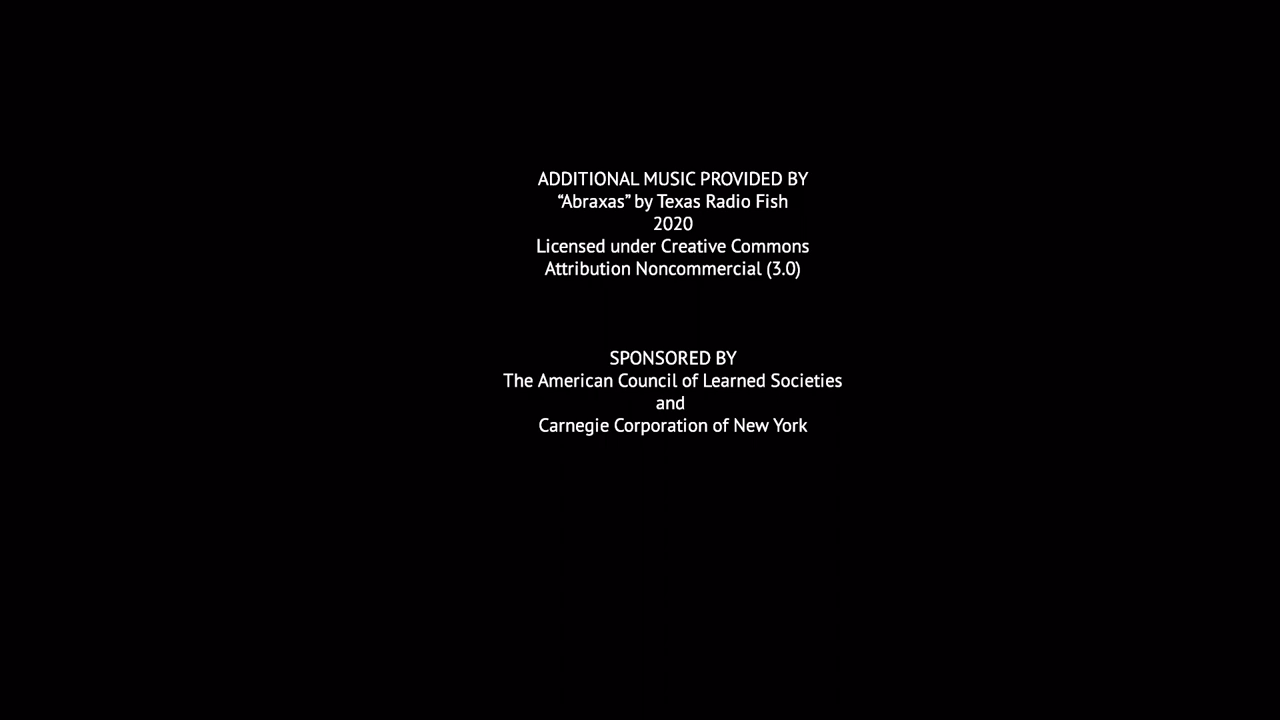 ADDITIONAL MUSIC PROVIDED BY
“Abraxas” by Texas Radio Fish
2020
Licensed under Creative Commons
Attribution Noncommercial (3.0)
SPONSORED BY
The American Council of Learned Societies
and
Carnegie Corporation of New York